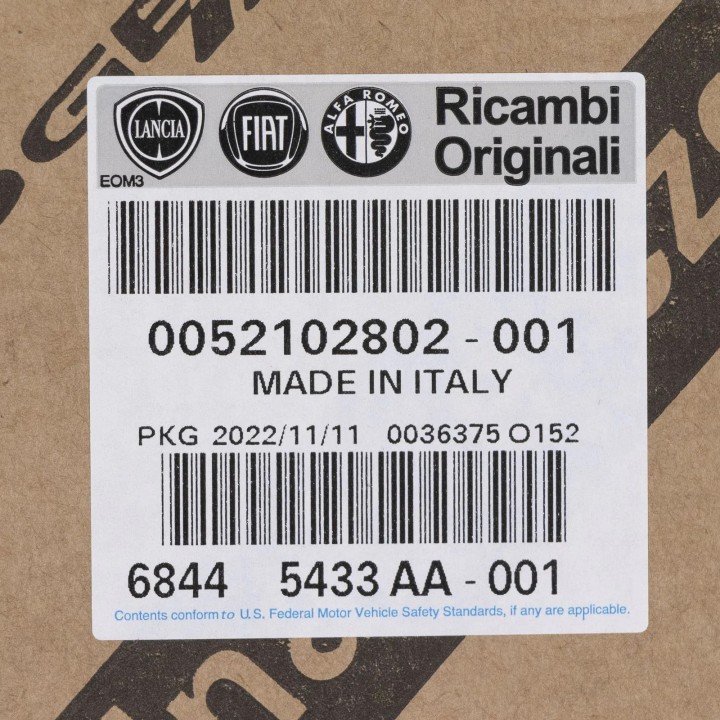 LANCIA
FIAT
ALFA ROMEO
Ricambi
Originali
EOM3
0052102802 - 001
MADE IN ITALY
PKG 2022/11/11 0036375 O152
6844 5433 AA - 001
Contents conform to U.S. Federal Motor Vehicle Safety Standards, if any are applicable.